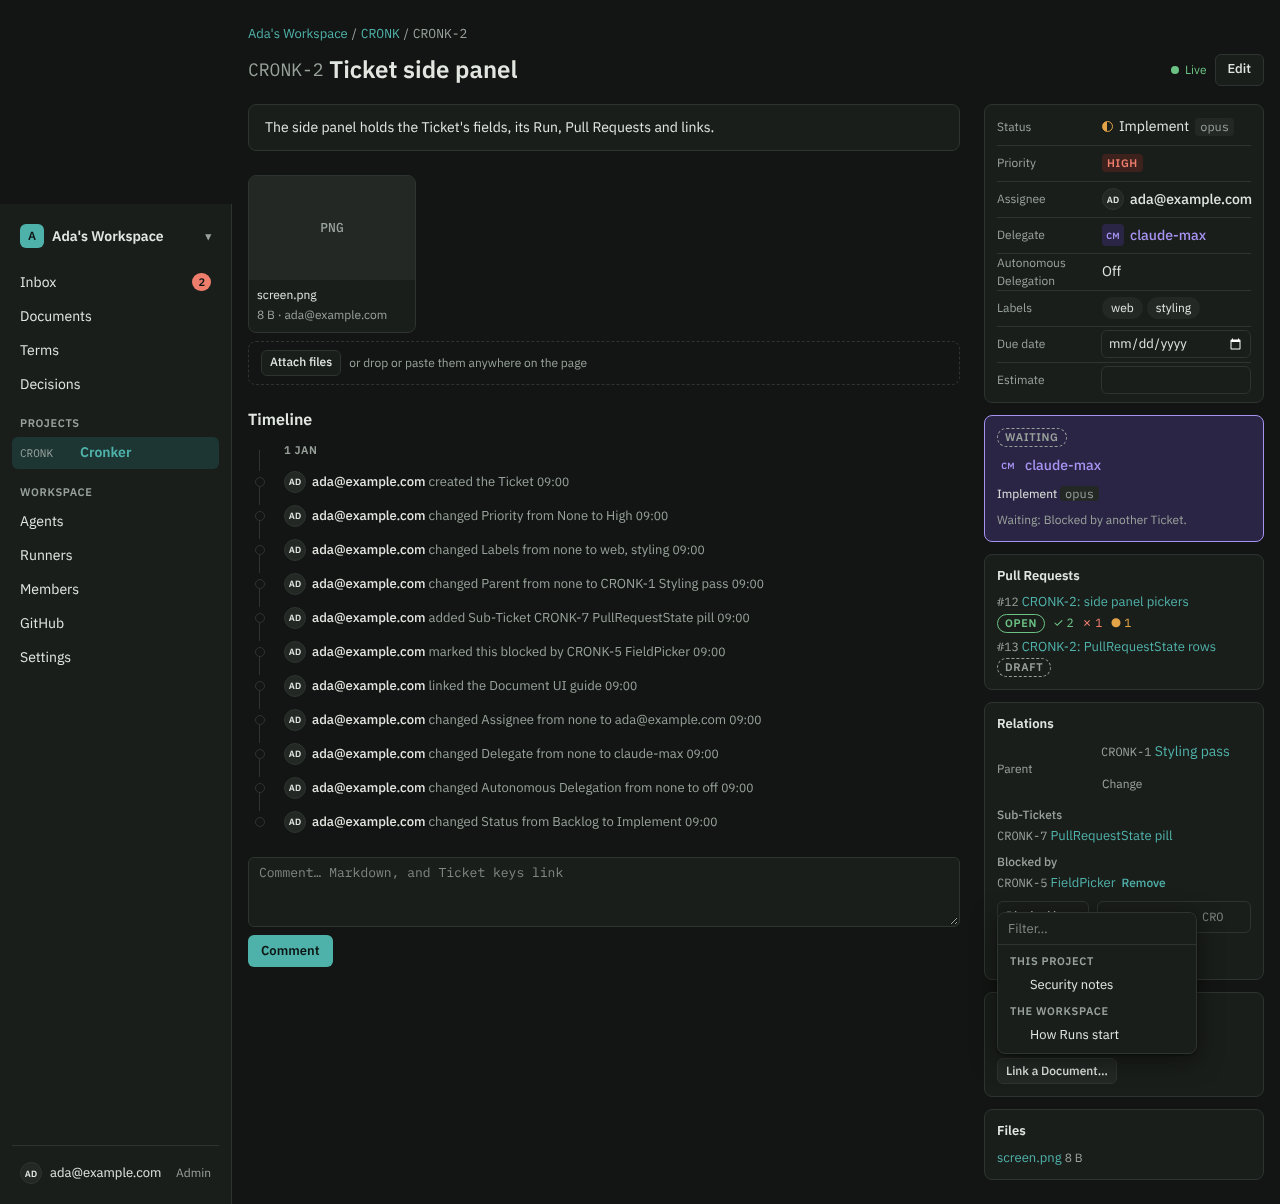 Ada's Workspace / CRONK / CRONK-2
CRONK-2 Ticket side panel
Live
Edit
The side panel holds the Ticket's fields, its Run, Pull Requests and links.
PNG
screen.png
8 B · ada@example.com
Attach files or drop or paste them anywhere on the page
Timeline
1 JAN
AD ada@example.com created the Ticket 09:00
AD ada@example.com changed Priority from None to High 09:00
AD ada@example.com changed Labels from none to web, styling 09:00
AD ada@example.com changed Parent from none to CRONK-1 Styling pass 09:00
AD ada@example.com added Sub-Ticket CRONK-7 PullRequestState pill 09:00
AD ada@example.com marked this blocked by CRONK-5 FieldPicker 09:00
AD ada@example.com linked the Document UI guide 09:00
AD ada@example.com changed Assignee from none to ada@example.com 09:00
AD ada@example.com changed Delegate from none to claude-max 09:00
AD ada@example.com changed Autonomous Delegation from none to off 09:00
AD ada@example.com changed Status from Backlog to Implement 09:00
Comment… Markdown, and Ticket keys link
Comment
A Ada's Workspace ▾
Inbox 2
Documents
Terms
Decisions
PROJECTS
CRONK Cronker
WORKSPACE
Agents
Runners
Members
GitHub
Settings
AD ada@example.com Admin
Status Implement opus
Priority HIGH
Assignee AD ada@example.com
Delegate CM claude-max
Autonomous
Delegation
Off
Labels web styling
Due date mm/dd/yyyy
Estimate
WAITING
CM claude-max
Implement opus
Waiting: Blocked by another Ticket.
Pull Requests
#12 CRONK-2: side panel pickers
OPEN ✓ 2 × 1 ● 1
#13 CRONK-2: PullRequestState rows
DRAFT
Relations
CRONK-1 Styling pass
Parent
Change
Sub-Tickets
CRONK-7 PullRequestState pill
Blocked by
CRONK-5 FieldPicker Remove
CRO
Filter…
THIS PROJECT
Security notes
THE WORKSPACE
How Runs start
Link a Document…
Files
screen.png 8 B